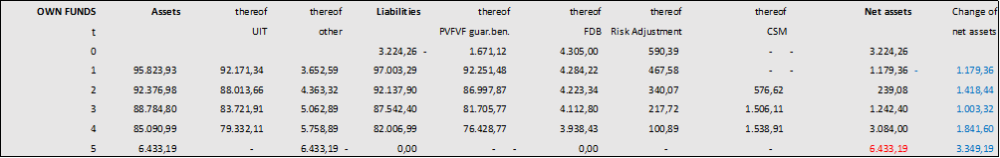 OWN FUNDS Assets thereof thereof Liabilities thereof thereof thereof thereof Net assets Change of
t UIT other PVFVF guar.ben. FDB Risk Adjustment CSM net assets
0 3.224,26 - 1.671,12 4.305,00 590,39 - - 3.224,26
1 95.823,93 92.171,34 3.652,59 97.003,29 92.251,48 4.284,22 467,58 - - 1.179,36 - 1.179,36
2 92.376,98 88.013,66 4.363,32 92.137,90 86.997,87 4.223,34 340,07 576,62 239,08 1.418,44
3 88.784,80 83.721,91 5.062,89 87.542,40 81.705,77 4.112,80 217,72 1.506,11 1.242,40 1.003,32
4 85.090,99 79.332,11 5.758,89 82.006,99 76.428,77 3.938,43 100,89 1.538,91 3.084,00 1.841,60
5 6.433,19 - 6.433,19 - 0,00 - - 0,00 - - 6.433,19 3.349,19